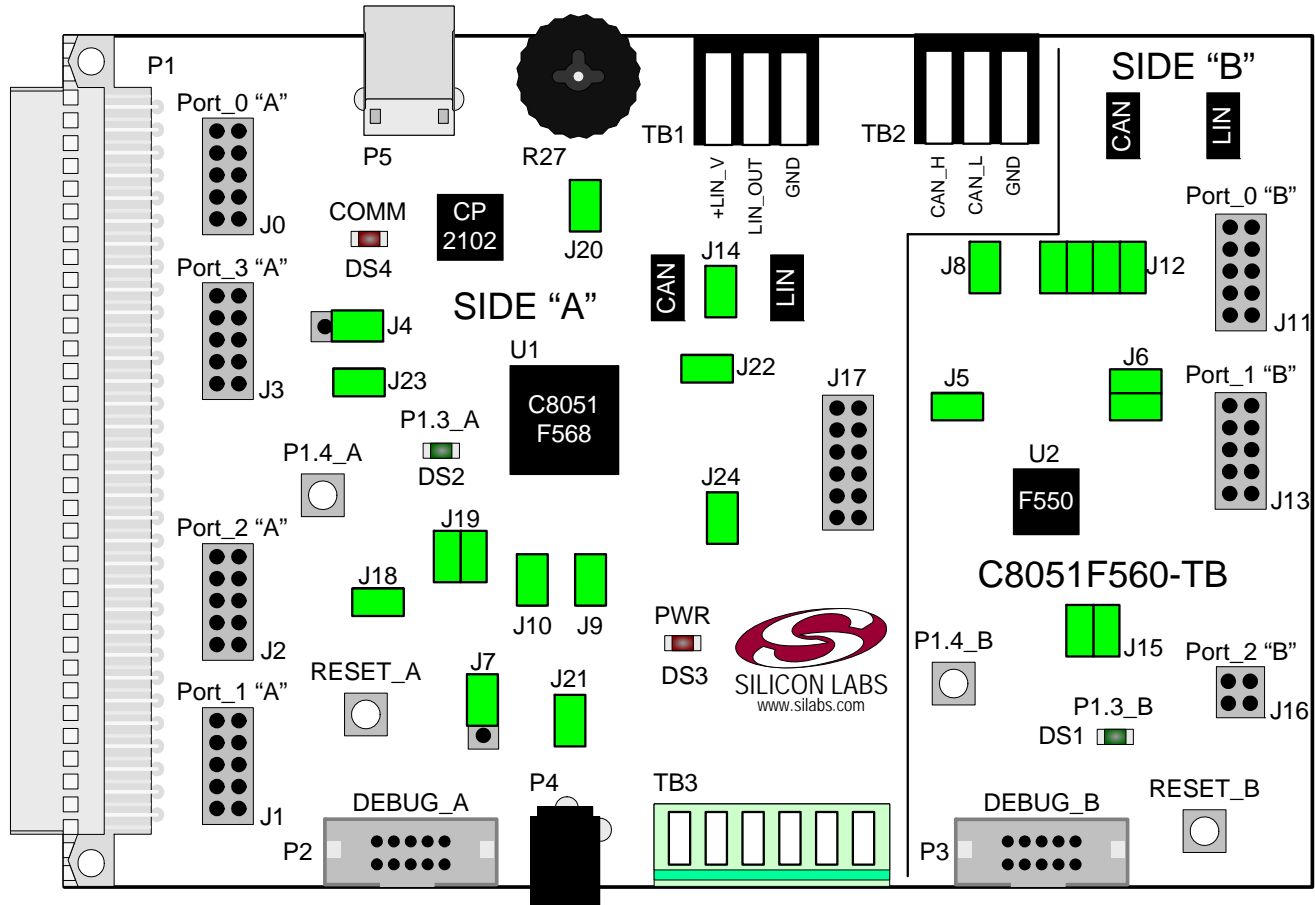 P1
Port_0 “A”
J0
Port_3 “A”
J3
P5
R27
COMM
DS4
CP
2102
J20
TB1
+LIN_V
LIN_OUT
GND
TB2
CAN_H
CAN_L
GND
SIDE “B”
CAN
LIN
Port_0 “B”
J11
J8
J12
SIDE “A”
CAN
J14
LIN
J4
J23
U1
C8051
F568
J22
J17
J5
J6
Port_1 “B”
J13
P1.3_A
DS2
P1.4_A
U2
F550
Port_2 “A”
J2
J19
J18
J10
J9
J24
C8051F560-TB
PWR
DS3
SILICON LABS
www.silabs.com
P1.4_B
J15
Port_2 “B”
J16
P1.3_B
DS1
RESET_A
J7
J21
Port_1 “A”
J1
DEBUG_A
P2
P4
TB3
DEBUG_B
P3
RESET_B